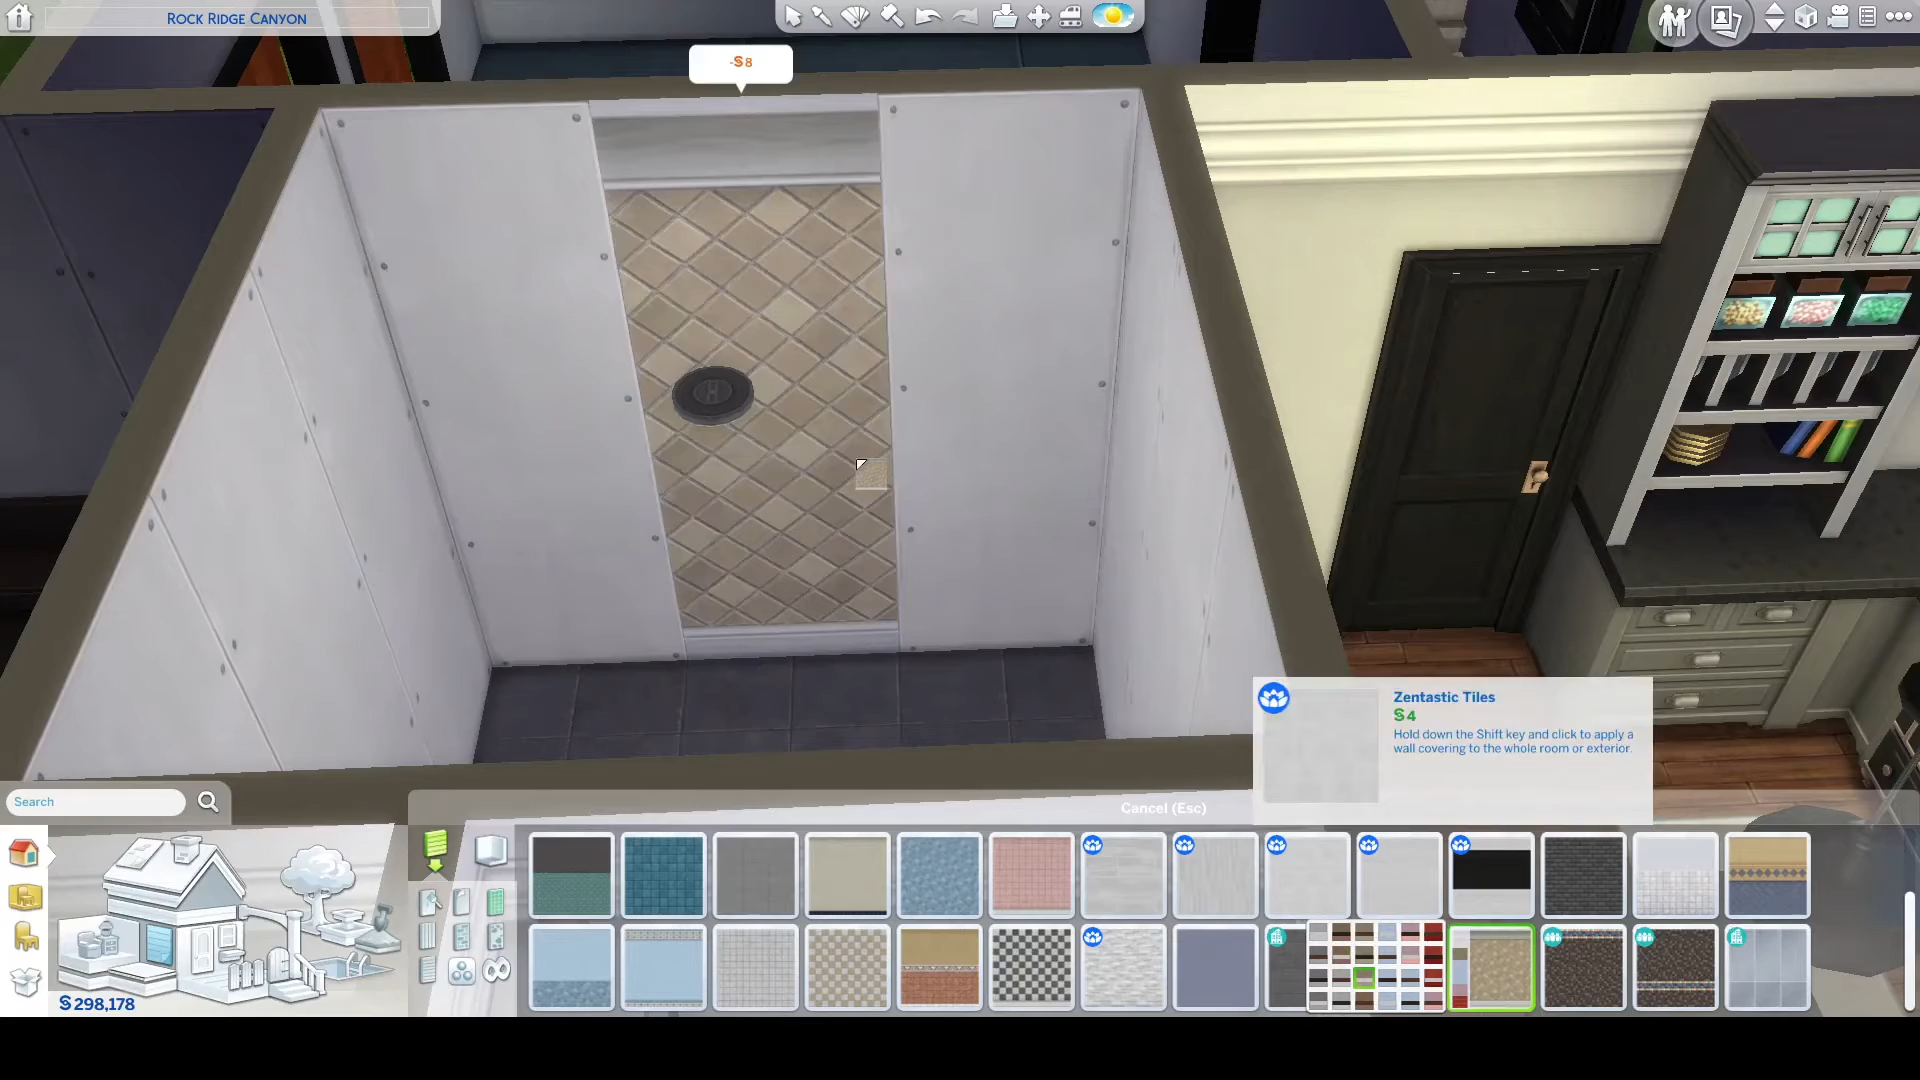 ROCK RIDGE CANYON
-§8
Zentastic Tiles
§4
Hold down the Shift key and click to apply a
wall covering to the whole room or exterior.
Search
Cancel (Esc)
§298,178